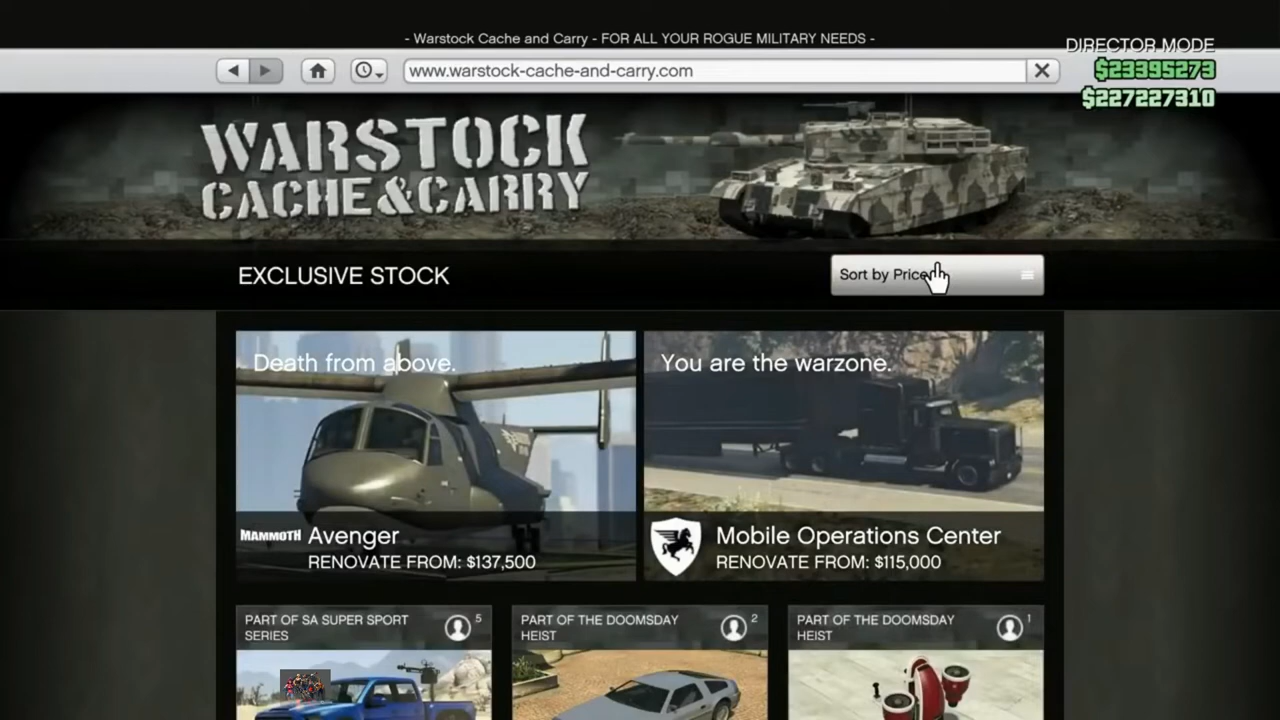 - Warstock Cache and Carry - FOR ALL YOUR ROGUE MILITARY NEEDS -
DIRECTOR MODE
$23395273
$227227310
www.warstock-cache-and-carry.com
WARSTOCK
CACHE & CARRY
EXCLUSIVE STOCK
Sort by Price
Death from above.
You are the warzone.
MAMMOTH
Avenger
RENOVATE FROM: $137,500
Mobile Operations Center
RENOVATE FROM: $115,000
PART OF SA SUPER SPORT
SERIES
5
PART OF THE DOOMSDAY
HEIST
2
PART OF THE DOOMSDAY
HEIST
1